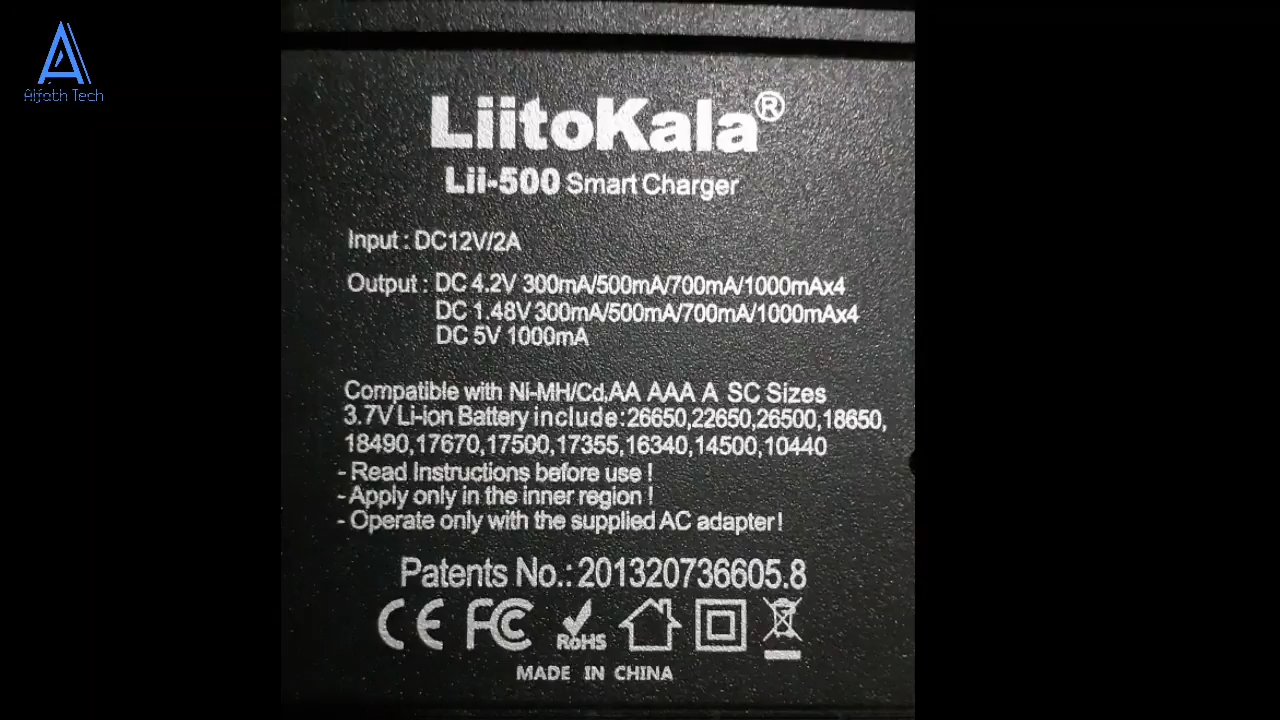 Alfath Tech
LiitoKala®
Lii-500 Smart Charger
Input : DC12V/2A
Output : DC 4.2V 300mA/500mA/700mA/1000mAx4
DC 1.48V 300mA/500mA/700mA/1000mAx4
DC 5V 1000mA
Compatible with Ni-MH/Cd,AA AAA A SC Sizes
3.7V Li-ion Battery include:26650,22650,26500,18650,
18490,17670,17500,17355,16340,14500,10440
- Read Instructions before use !
- Apply only in the inner region !
- Operate only with the supplied AC adapter!
Patents No.: 201320736605.8
CE FC RoHS
MADE IN CHINA